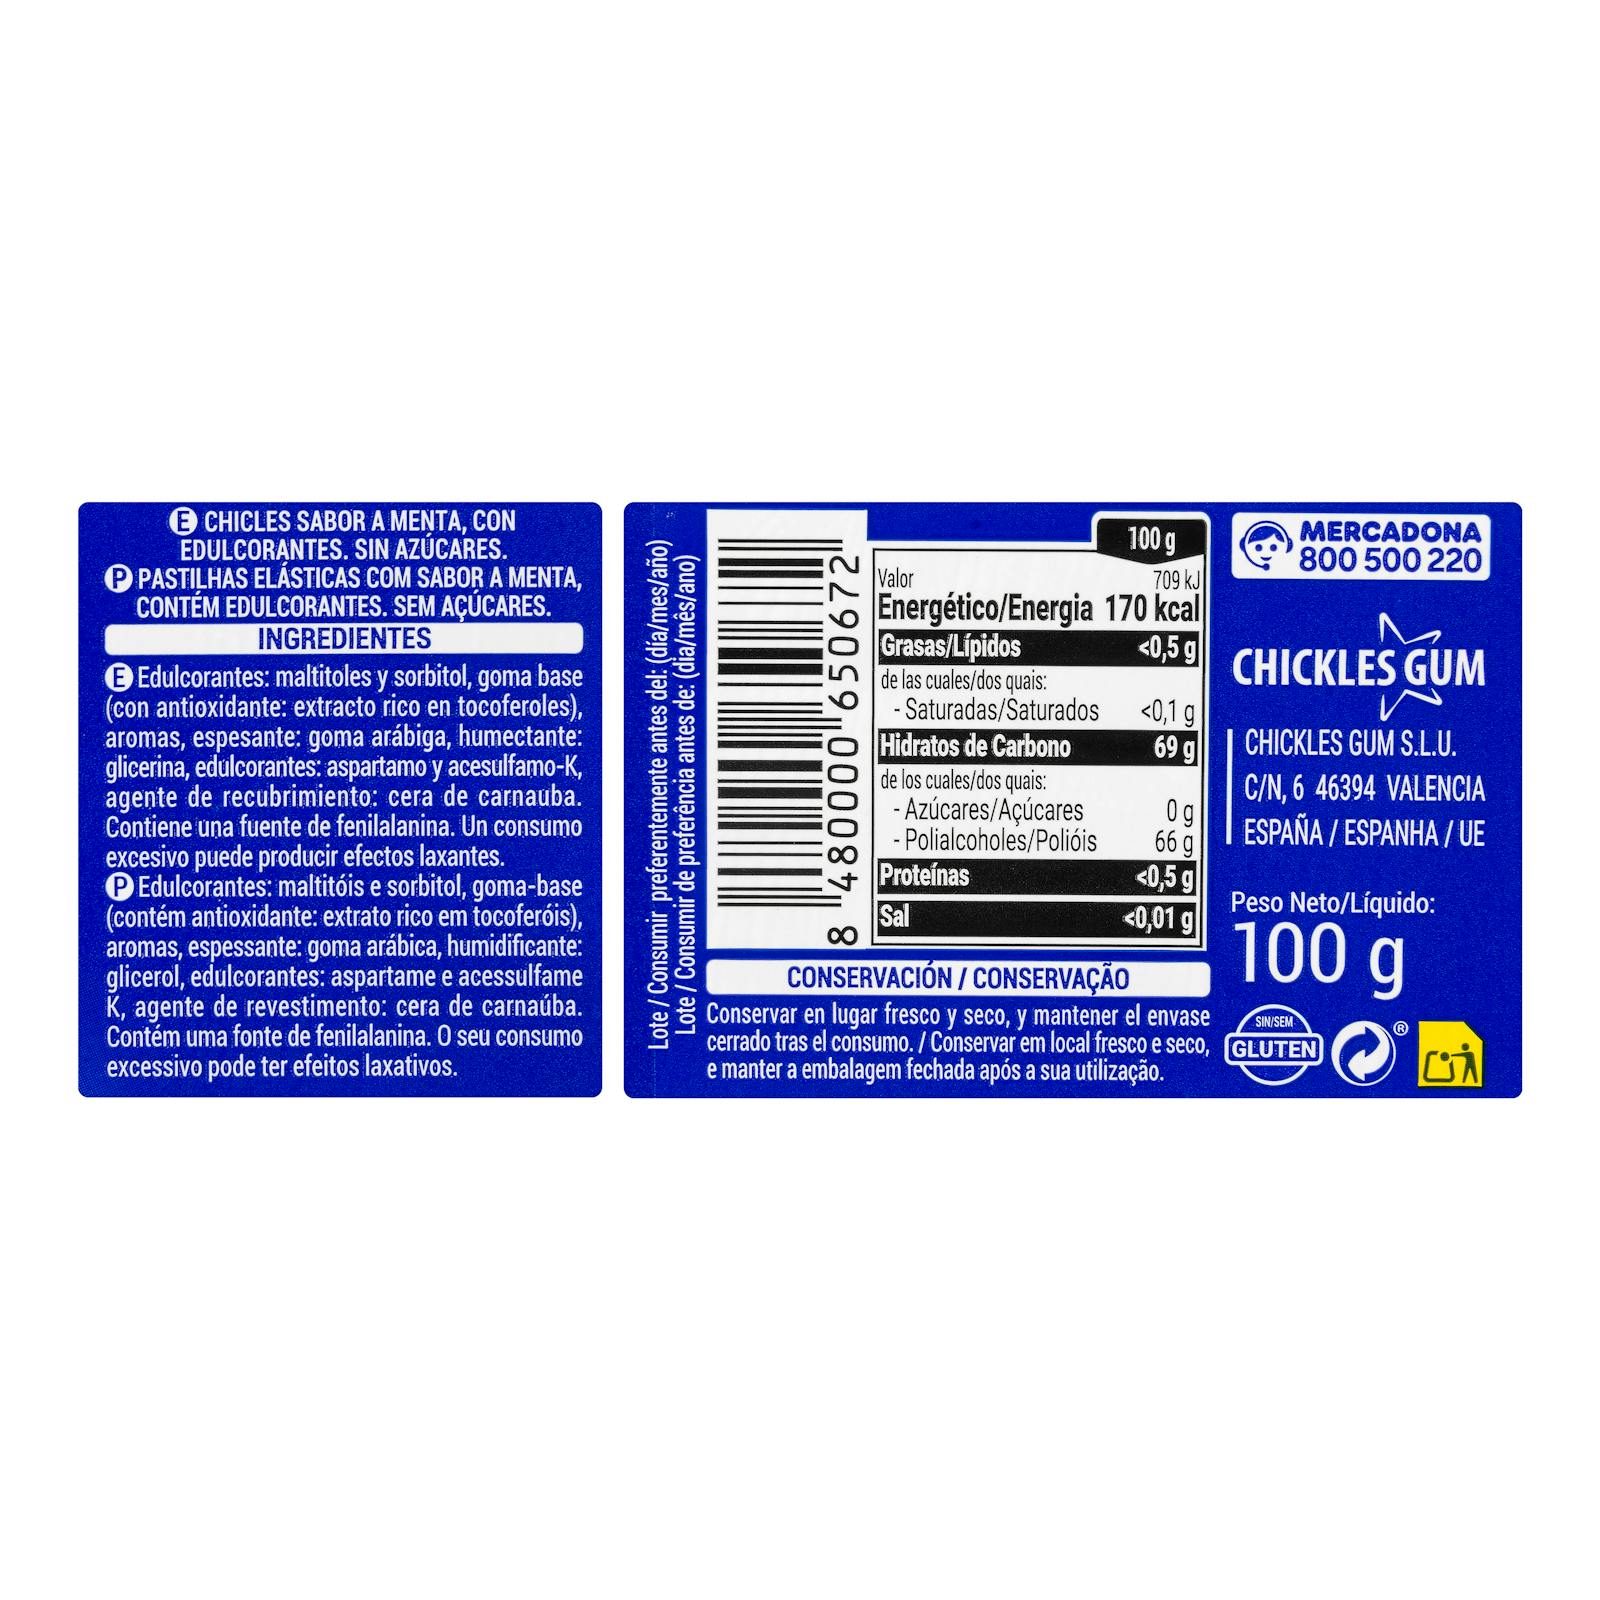 E CHICLES SABOR A MENTA, CON
EDULCORANTES. SIN AZÚCARES.
P PASTILHAS ELÁSTICAS COM SABOR A MENTA,
CONTÉM EDULCORANTES. SEM AÇÚCARES.
INGREDIENTES
E Edulcorantes: maltitoles y sorbitol, goma base
(con antioxidante: extracto rico en tocoferoles),
aromas, espesante: goma arábiga, humectante:
glicerina, edulcorantes: aspartamo y acesulfamo-K,
agente de recubrimiento: cera de carnauba.
Contiene una fuente de fenilalanina. Un consumo
excesivo puede producir efectos laxantes.
P Edulcorantes: maltitóis e sorbitol, goma-base
(contém antioxidante: extrato rico em tocoferóis),
aromas, espessante: goma arábica, humidificante:
glicerol, edulcorantes: aspartame e acessulfame
K, agente de revestimento: cera de carnaúba.
Contém uma fonte de fenilalanina. O seu consumo
excessivo pode ter efeitos laxativos.
Lote / Consumir preferentemente antes del: (día/mes/año)
Lote / Consumir de preferência antes de: (dia/mês/ano)
8 480000 650672
100 g
Valor 709 kJ
Energético/Energia 170 kcal
Grasas/Lípidos <0,5 g
de las cuales/dos quais:
- Saturadas/Saturados <0,1 g
Hidratos de Carbono 69 g
de los cuales/dos quais:
- Azúcares/Açúcares 0 g
- Polialcoholes/Polióis 66 g
Proteínas <0,5 g
Sal <0,01 g
CONSERVACIÓN / CONSERVAÇÃO
Conservar en lugar fresco y seco, y mantener el envase
cerrado tras el consumo. / Conservar em local fresco e seco,
e manter a embalagem fechada após a sua utilização.
MERCADONA
800 500 220
CHICKLES GUM
CHICKLES GUM S.L.U.
C/N, 6 46394 VALENCIA
ESPAÑA / ESPANHA / UE
Peso Neto/Líquido:
100 g
SIN/SEM
GLUTEN
®